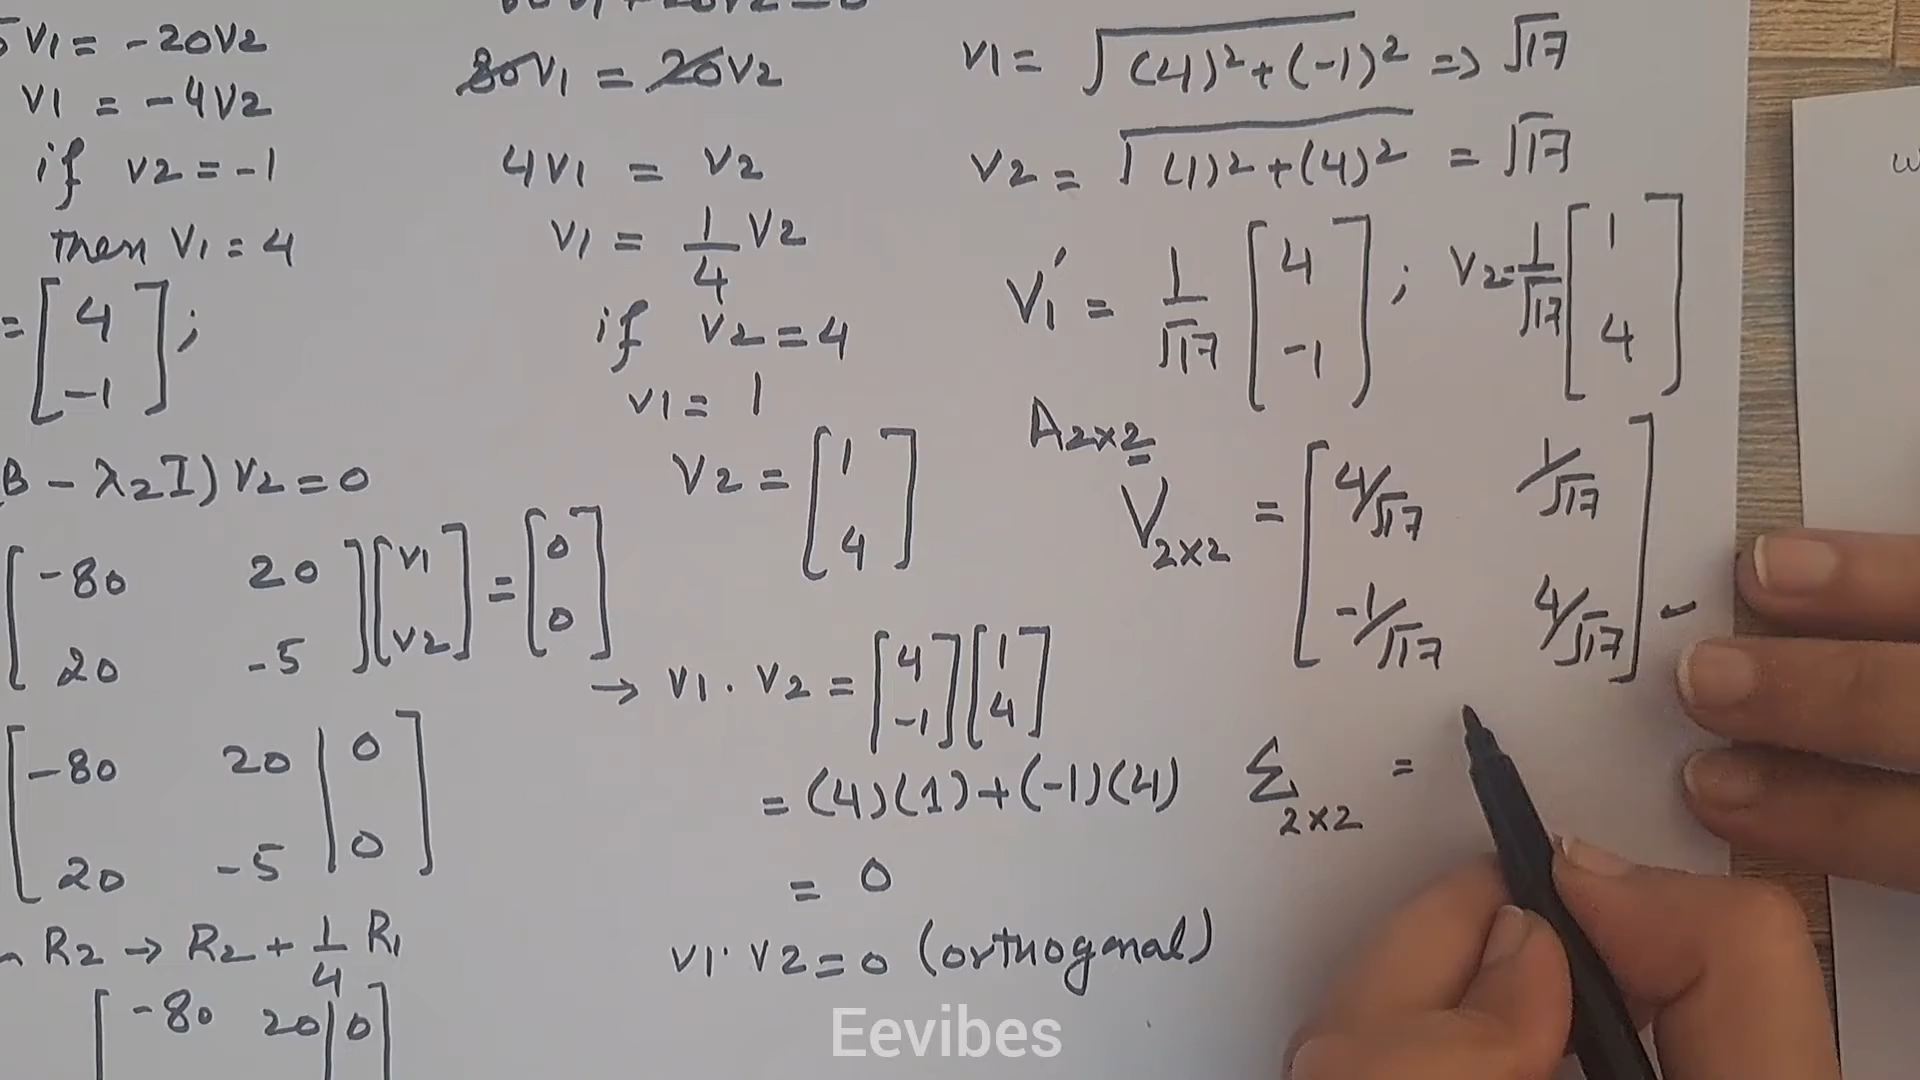 5V1 = -20V2
V1 = -4V2
if V2 = -1
then V1 = 4
= [4 -1];
B - λ2I) V2 = 0
[-80 20
20 -5] [V1 V2] = [0 0]
[-80 20 | 0
20 -5 | 0]
R2 → R2 + 1/4 R1
[-80 20 | 0
80V1 = 20V2
4V1 = V2
V1 = 1/4 V2
if V2 = 4
V1 = 1
V2 = [1 4]
→ V1 . V2 = [4 -1] [1 4]
= (4)(1)+(-1)(4)
= 0
V1. V2 = 0 (orthogonal)
V1 = √(4)²+(-1)² => √17
V2 = √(1)²+(4)² = √17
V1' = 1/√17 [4 -1] ; V2 = 1/√17 [1 4]
A2x2
V2x2 = [4/√17 1/√17
-1/√17 4/√17]
Σ2x2 =
Eevibes